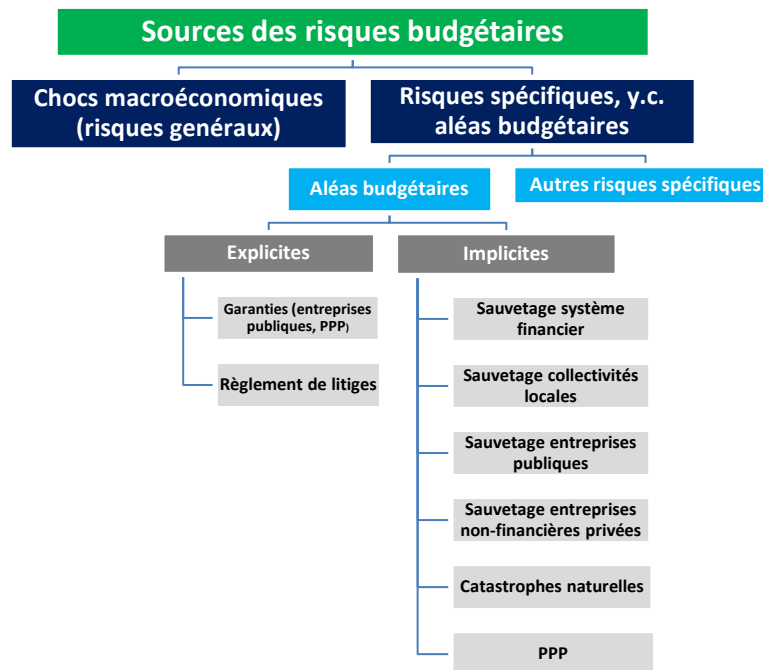 Sources des risques budgétaires
Chocs macroéconomiques
(risques genéraux)
Risques spécifiques, y.c.
aléas budgétaires
Aléas budgétaires
Autres risques spécifiques
Explicites
Implicites
Garanties (entreprises
publiques, PPP)
Règlement de litiges
Sauvetage système
financier
Sauvetage collectivités
locales
Sauvetage entreprises
publiques
Sauvetage entreprises
non-financières privées
Catastrophes naturelles
PPP